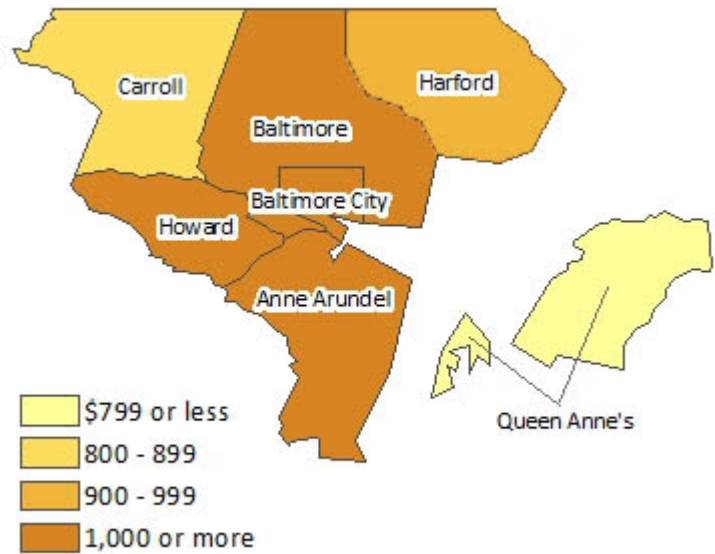 Carroll
Harford
Baltimore
Baltimore City
Howard
Anne Arundel
Queen Anne's
$799 or less
800 - 899
900 - 999
1,000 or more